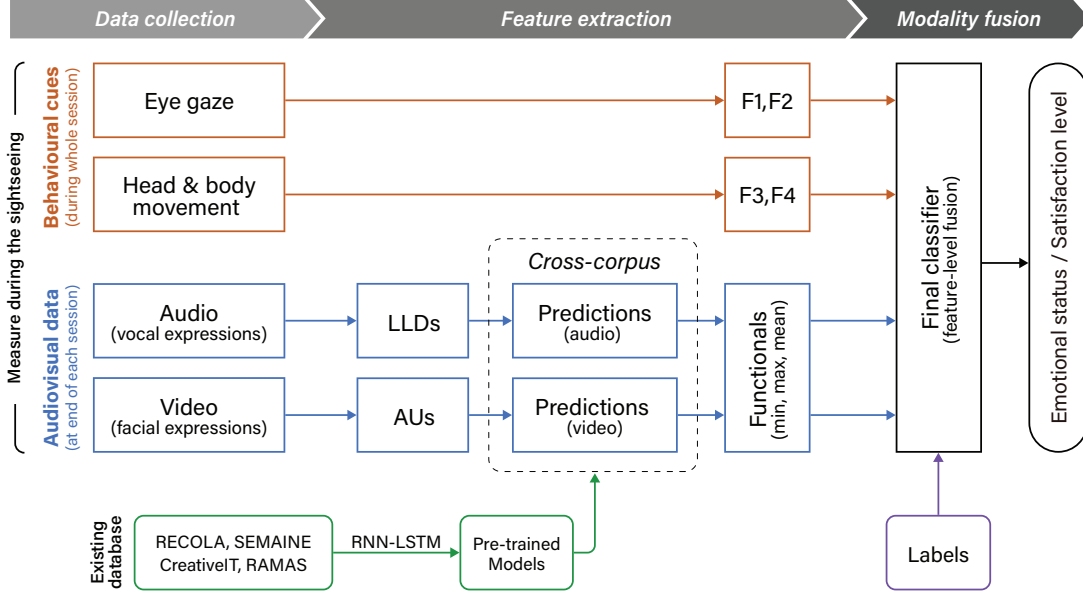 Data collection
Feature extraction
Modality fusion
Measure during the sightseeing
Behavioural cues
(during whole session)
Eye gaze
F1,F2
Head & body
movement
F3,F4
Audiovisual data
(at end of each session)
Cross-corpus
Audio
(vocal expressions)
LLDs
Predictions
(audio)
Video
(facial expressions)
AUs
Predictions
(video)
Functionals
(min, max, mean)
Final classifier
(feature-level fusion)
Emotional status / Satisfaction level
Existing
database
RECOLA, SEMAINE
CreativeIT, RAMAS
RNN-LSTM
Pre-trained
Models
Labels